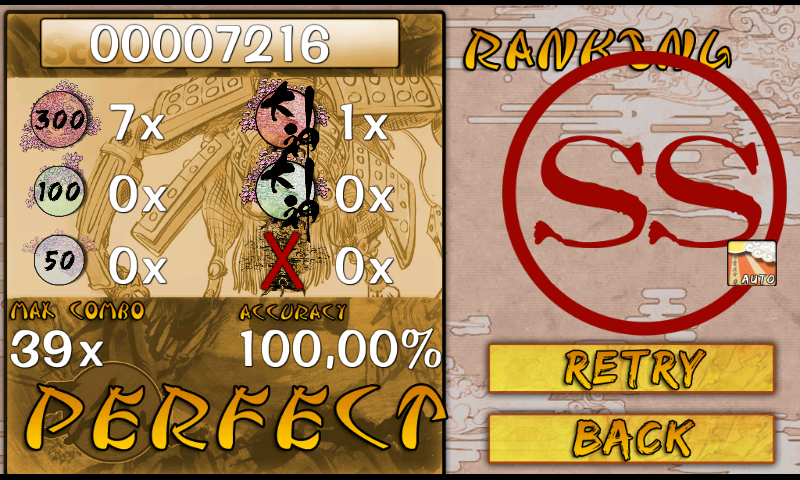 00007216
RANKING
300 7x 1x
100 0x 0x
50 0x X 0x
SS
AUTO
MAX COMBO ACCURACY
39x 100,00%
PERFECT
RETRY
BACK